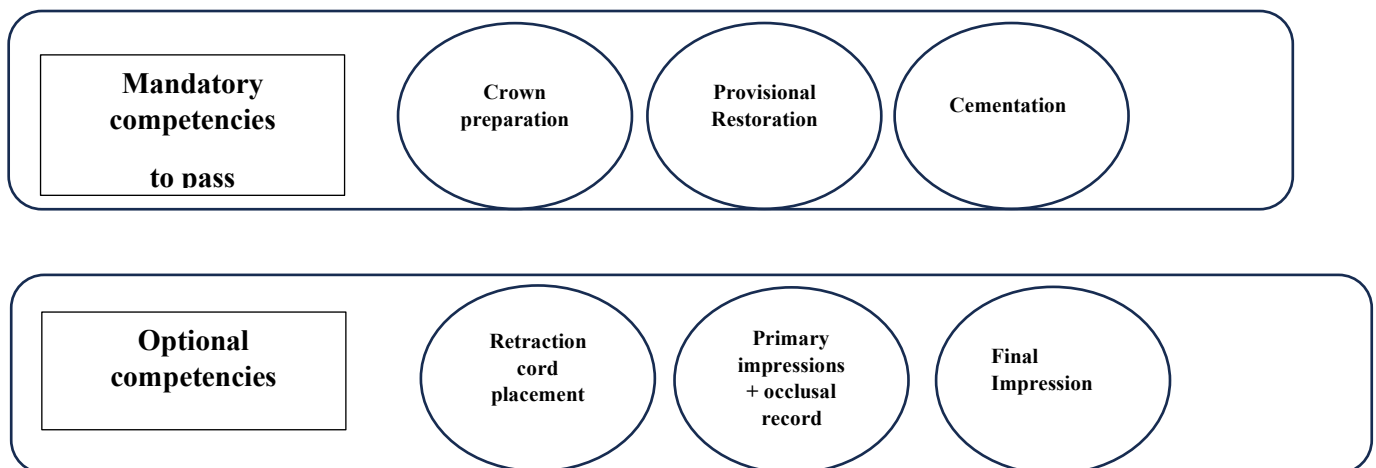 Mandatory
competencies
to pass
Crown
preparation
Provisional
Restoration
Cementation
Optional
competencies
Retraction
cord
placement
Primary
impressions
+ occlusal
record
Final
Impression